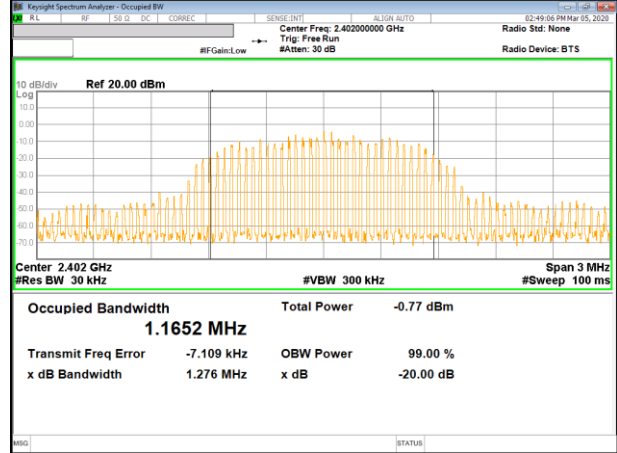 Keysight Spectrum Analyzer - Occupied BW
RL RF 50 Ω DC CORREC SENSE:INT ALIGN AUTO 02:49:06 PM Mar 05, 2020
Center Freq: 2.402000000 GHz Radio Std: None
Trig: Free Run
#IFGain:Low #Atten: 30 dB Radio Device: BTS
10 dB/div Ref 20.00 dBm
Log
10.0
0.00
-10.0
-20.0
-30.0
-40.0
-50.0
-60.0
-70.0
Center 2.402 GHz Span 3 MHz
#Res BW 30 kHz #VBW 300 kHz #Sweep 100 ms
Occupied Bandwidth Total Power -0.77 dBm
1.1652 MHz
Transmit Freq Error -7.109 kHz OBW Power 99.00 %
x dB Bandwidth 1.276 MHz x dB -20.00 dB
MSG STATUS